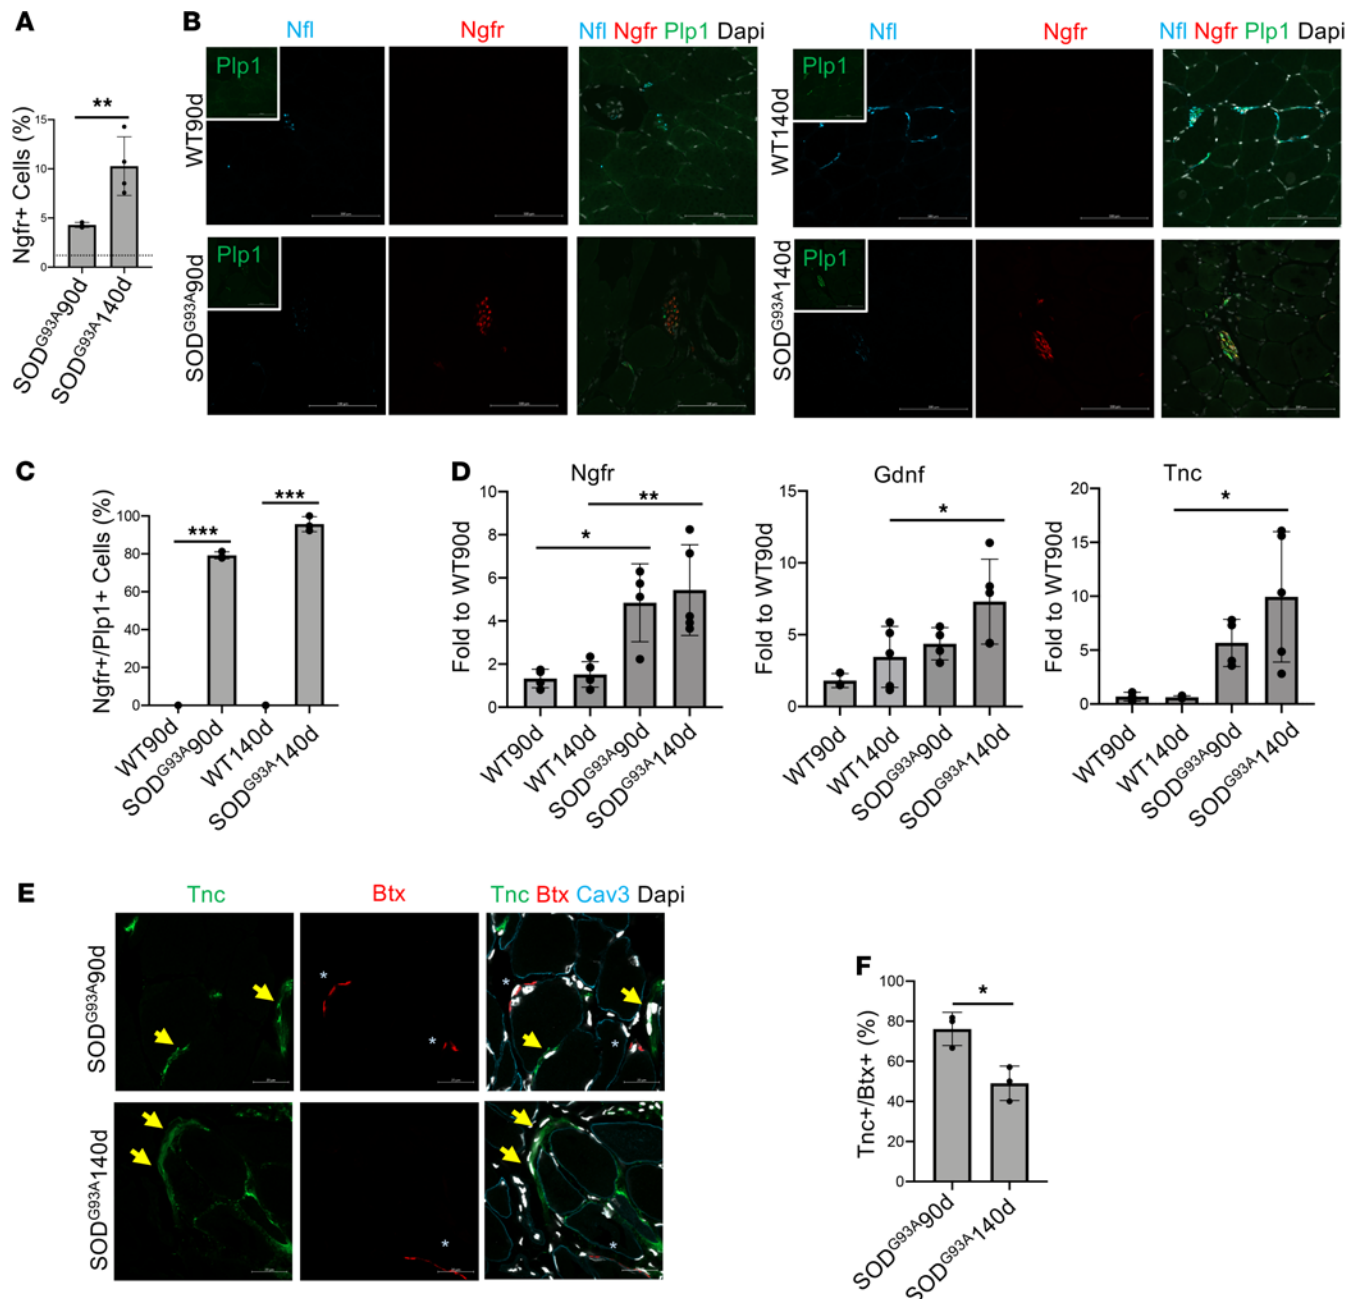 A
Ngfr+ Cells (%)
15
10
5
0
**
SODG93A90d
SODG93A140d
B
Nfl
Ngfr
Nfl Ngfr Plp1 Dapi
Nfl
Ngfr
Nfl Ngfr Plp1 Dapi
WT90d
Plp1
WT140d
Plp1
SODG93A90d
Plp1
SODG93A140d
Plp1
C
Ngfr+/Plp1+ Cells (%)
100
80
60
40
20
0
***
***
WT90d
SODG93A90d
WT140d
SODG93A140d
D
Ngfr
Fold to WT90d
10
8
6
4
2
0
*
**
WT90d
WT140d
SODG93A90d
SODG93A140d
Gdnf
Fold to WT90d
15
10
5
0
*
WT90d
WT140d
SODG93A90d
SODG93A140d
Tnc
Fold to WT90d
20
15
10
5
0
*
WT90d
WT140d
SODG93A90d
SODG93A140d
E
Tnc
Btx
Tnc Btx Cav3 Dapi
SODG93A90d
*
*
*
*
SODG93A140d
*
*
F
Tnc+/Btx+ (%)
100
80
60
40
20
0
*
SODG93A90d
SODG93A140d